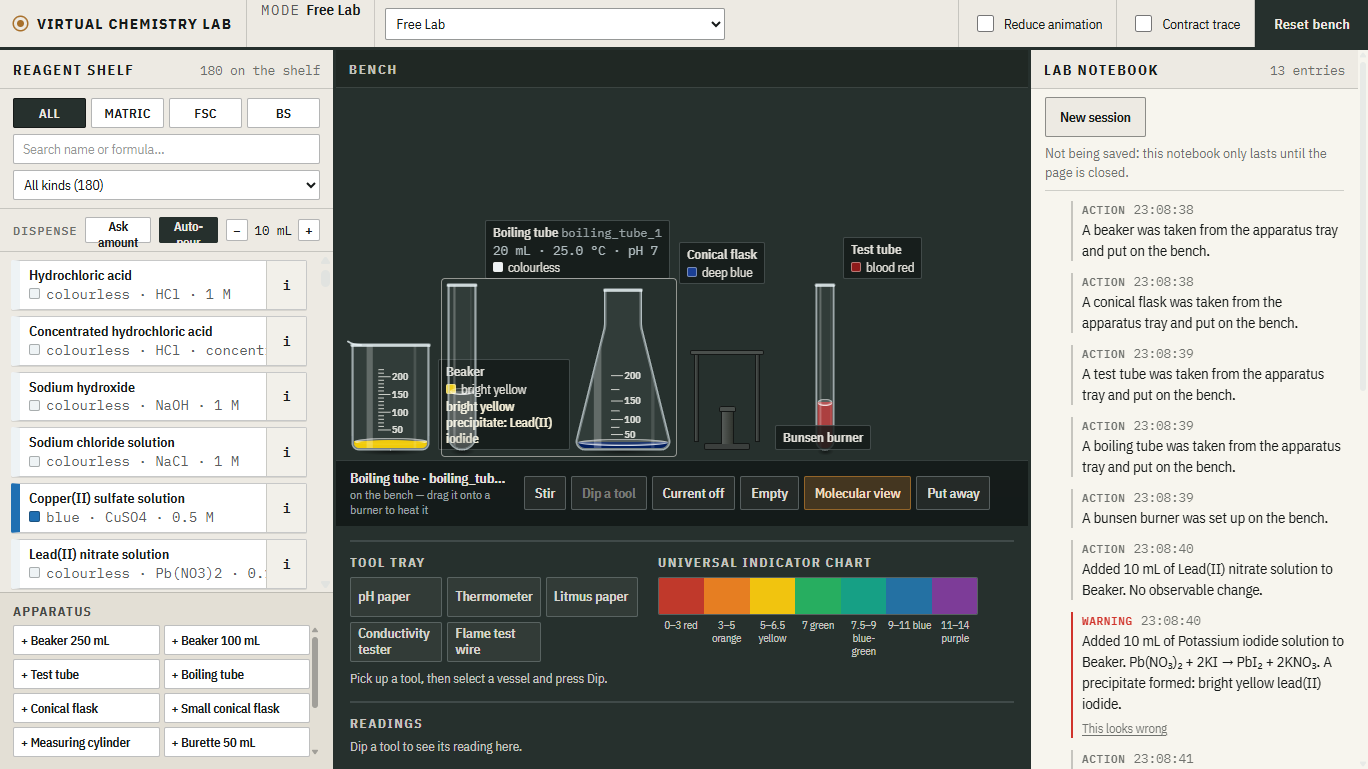 VIRTUAL CHEMISTRY LAB
MODE Free Lab
Free Lab
Reduce animation
Contract trace
Reset bench
REAGENT SHELF
180 on the shelf
ALL
MATRIC
FSC
BS
Search name or formula...
All kinds (180)
DISPENSE
Ask
amount
Auto-
pour
−
10 mL
+
Hydrochloric acid
colourless · HCl · 1 M
i
Concentrated hydrochloric acid
colourless · HCl · concent
i
Sodium hydroxide
colourless · NaOH · 1 M
i
Sodium chloride solution
colourless · NaCl · 1 M
i
Copper(II) sulfate solution
blue · CuSO4 · 0.5 M
i
Lead(II) nitrate solution
colourless · Pb(NO3)2 · 0.
i
APPARATUS
+ Beaker 250 mL
+ Beaker 100 mL
+ Test tube
+ Boiling tube
+ Conical flask
+ Small conical flask
+ Measuring cylinder
+ Burette 50 mL
BENCH
Boiling tube boiling_tube_1
20 mL · 25.0 °C · pH 7
colourless
Conical flask
deep blue
Test tube
blood red
200
150
100
50
Beaker
bright yellow
bright yellow
precipitate: Lead(II)
iodide
200
150
100
50
Bunsen burner
Boiling tube · boiling_tub...
on the bench — drag it onto a
burner to heat it
Stir
Dip a tool
Current off
Empty
Molecular view
Put away
TOOL TRAY
pH paper
Thermometer
Litmus paper
Conductivity
tester
Flame test
wire
Pick up a tool, then select a vessel and press Dip.
UNIVERSAL INDICATOR CHART
0–3 red
3–5
orange
5–6.5
yellow
7 green
7.5–9
blue-
green
9–11 blue
11–14
purple
READINGS
Dip a tool to see its reading here.
LAB NOTEBOOK
13 entries
New session
Not being saved: this notebook only lasts until the
page is closed.
ACTION 23:08:38
A beaker was taken from the apparatus tray
and put on the bench.
ACTION 23:08:38
A conical flask was taken from the
apparatus tray and put on the bench.
ACTION 23:08:39
A test tube was taken from the apparatus
tray and put on the bench.
ACTION 23:08:39
A boiling tube was taken from the apparatus
tray and put on the bench.
ACTION 23:08:39
A bunsen burner was set up on the bench.
ACTION 23:08:40
Added 10 mL of Lead(II) nitrate solution to
Beaker. No observable change.
WARNING 23:08:40
Added 10 mL of Potassium iodide solution to
Beaker. Pb(NO₃)₂ + 2KI → PbI₂ + 2KNO₃. A
precipitate formed: bright yellow lead(II)
iodide.
This looks wrong
ACTION 23:08:41